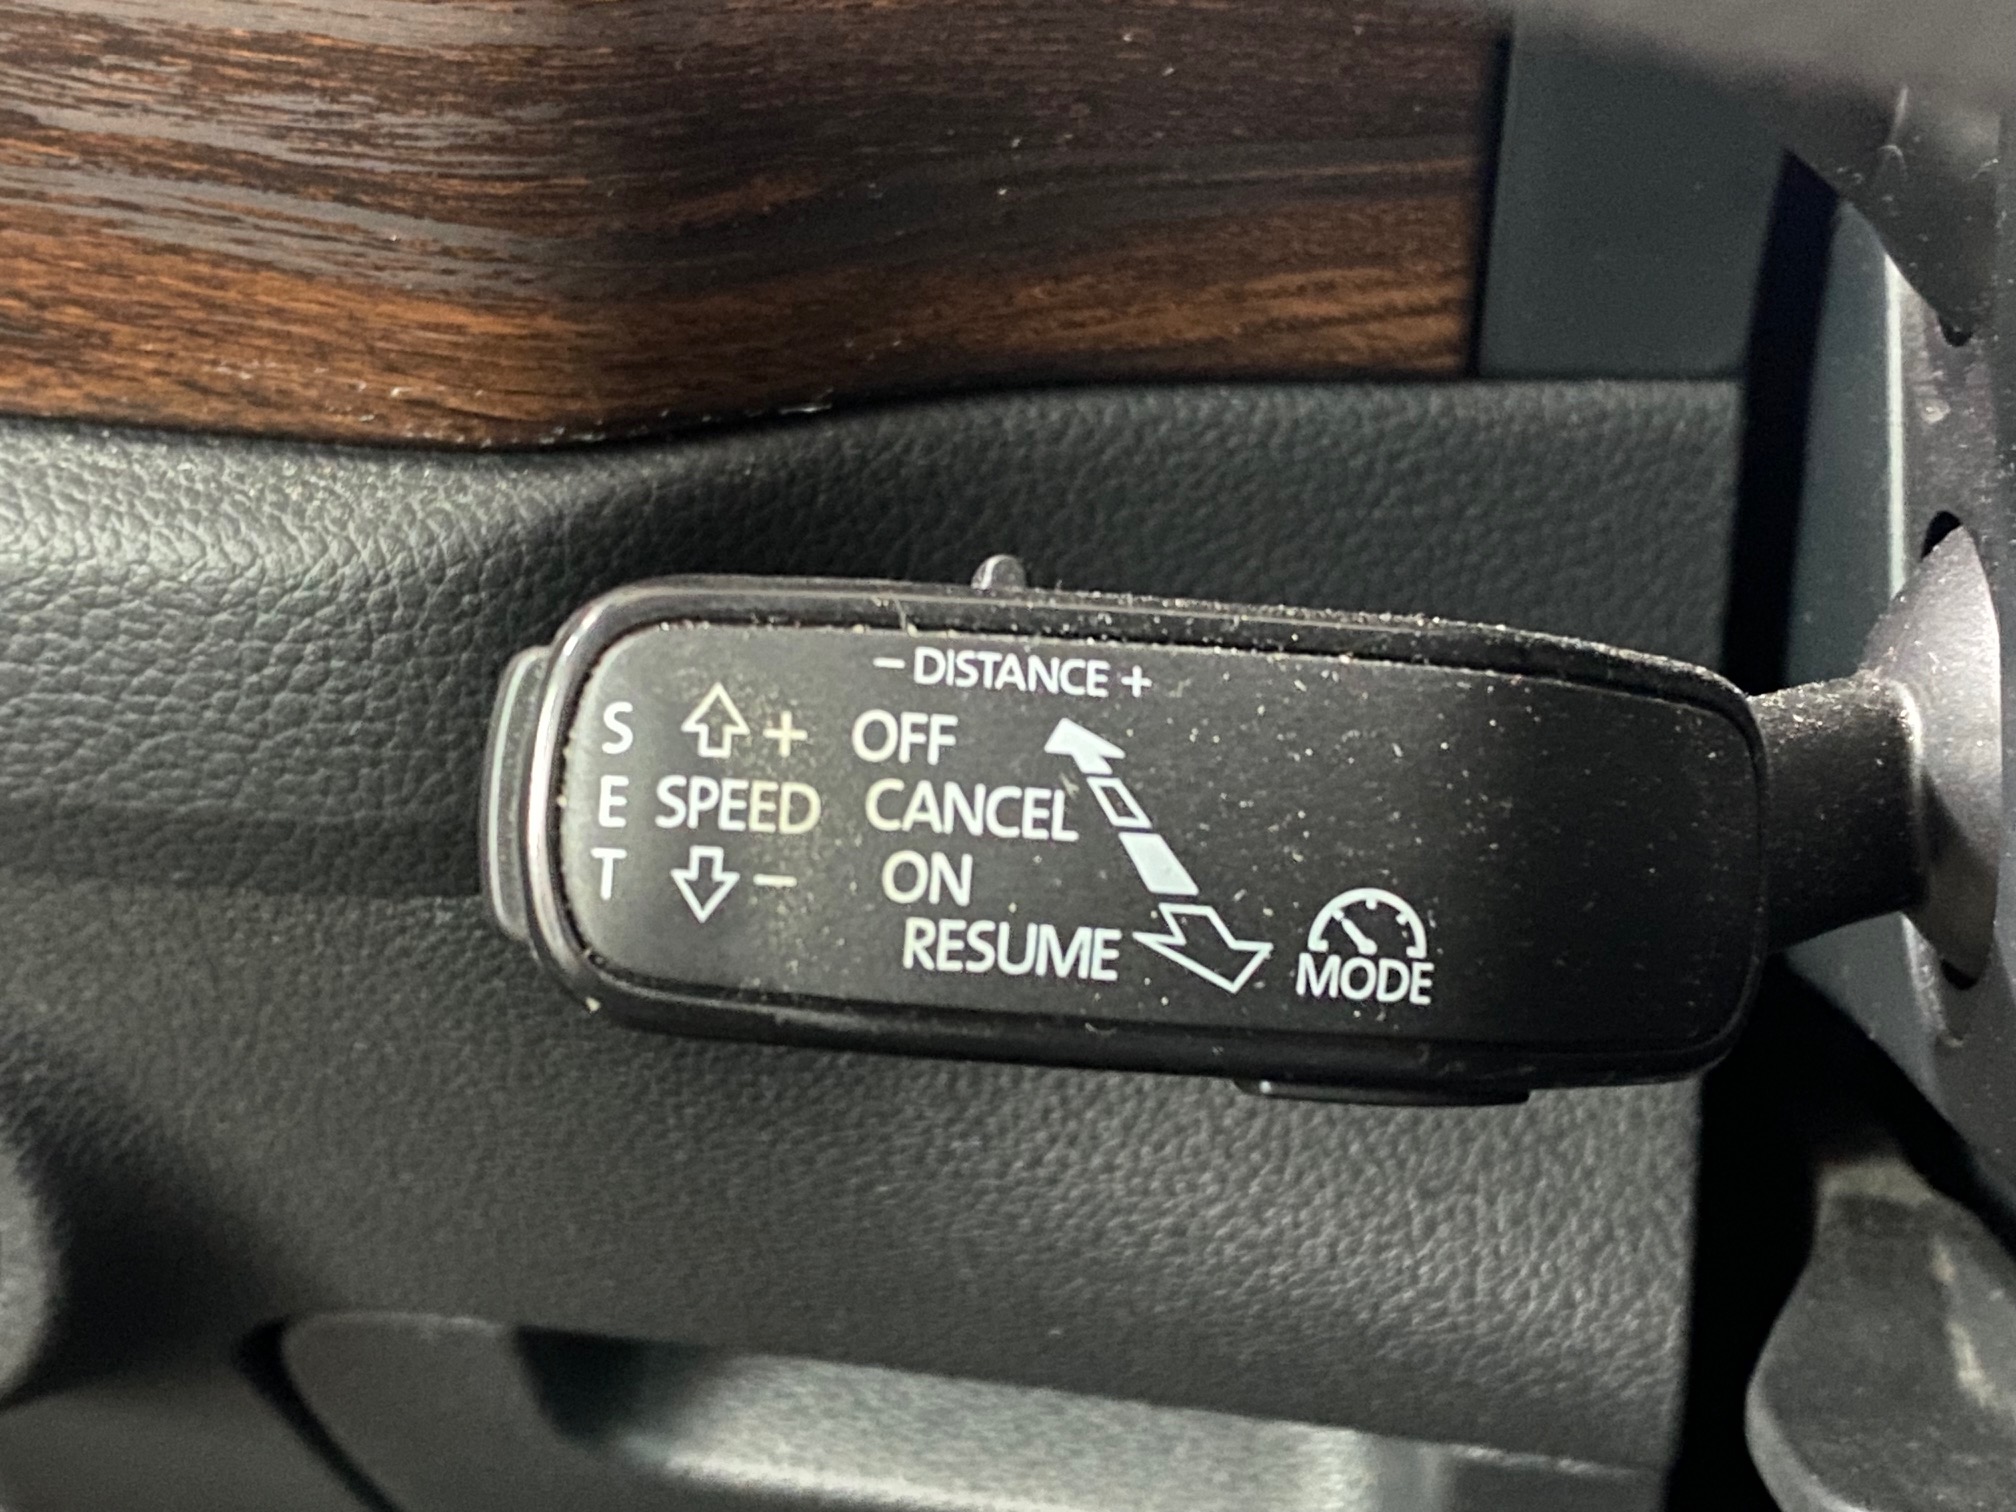 - DISTANCE +
S + OFF
E SPEED CANCEL
T - ON
RESUME
MODE